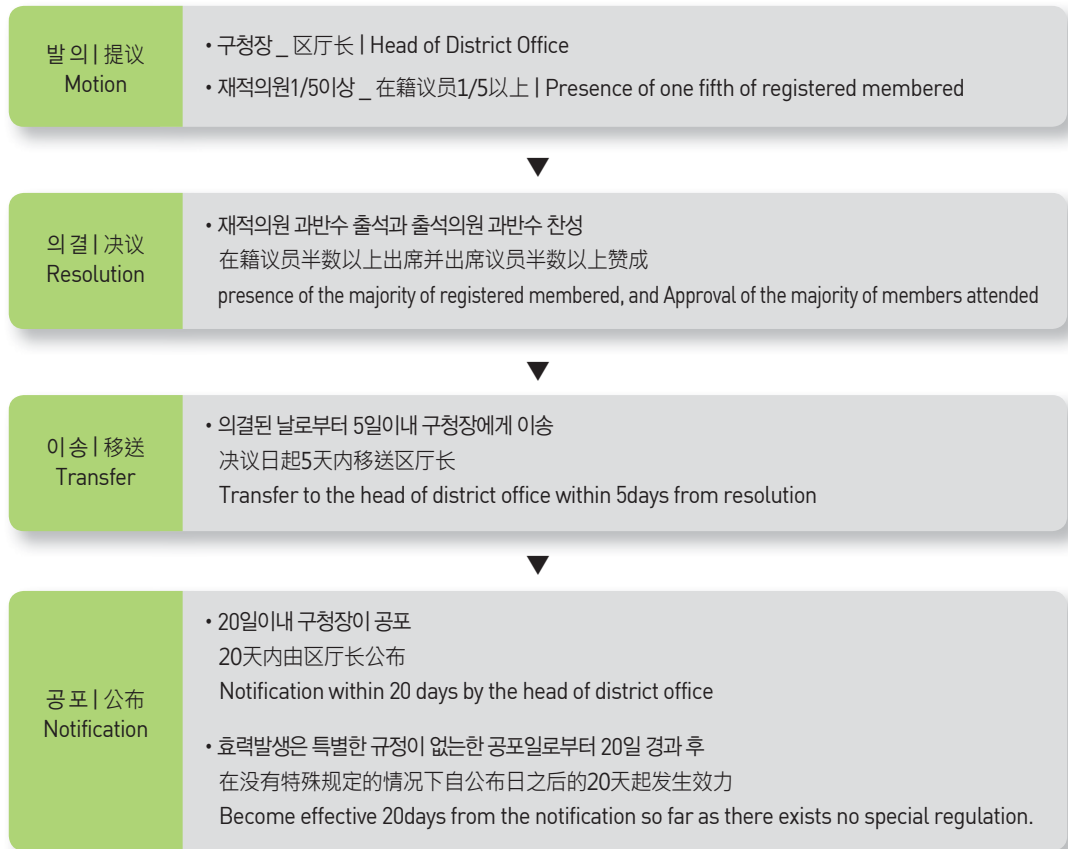 발 의 | 提议
Motion
• 구청장 _ 区厅长 | Head of District Office
• 재적의원1/5이상 _ 在籍议员1/5以上 | Presence of one fifth of registered membered
▼
의 결 | 决议
Resolution
• 재적의원 과반수 출석과 출석의원 과반수 찬성
在籍议员半数以上出席并出席议员半数以上赞成
presence of the majority of registered membered, and Approval of the majority of members attended
▼
이 송 | 移送
Transfer
• 의결된 날로부터 5일이내 구청장에게 이송
决议日起5天内移送区厅长
Transfer to the head of district office within 5days from resolution
▼
공 포 | 公布
Notification
• 20일이내 구청장이 공포
20天内由区厅长公布
Notification within 20 days by the head of district office
• 효력발생은 특별한 규정이 없는한 공포일로부터 20일 경과 후
在没有特殊规定的情况下自公布日之后的20天起发生效力
Become effective 20days from the notification so far as there exists no special regulation.